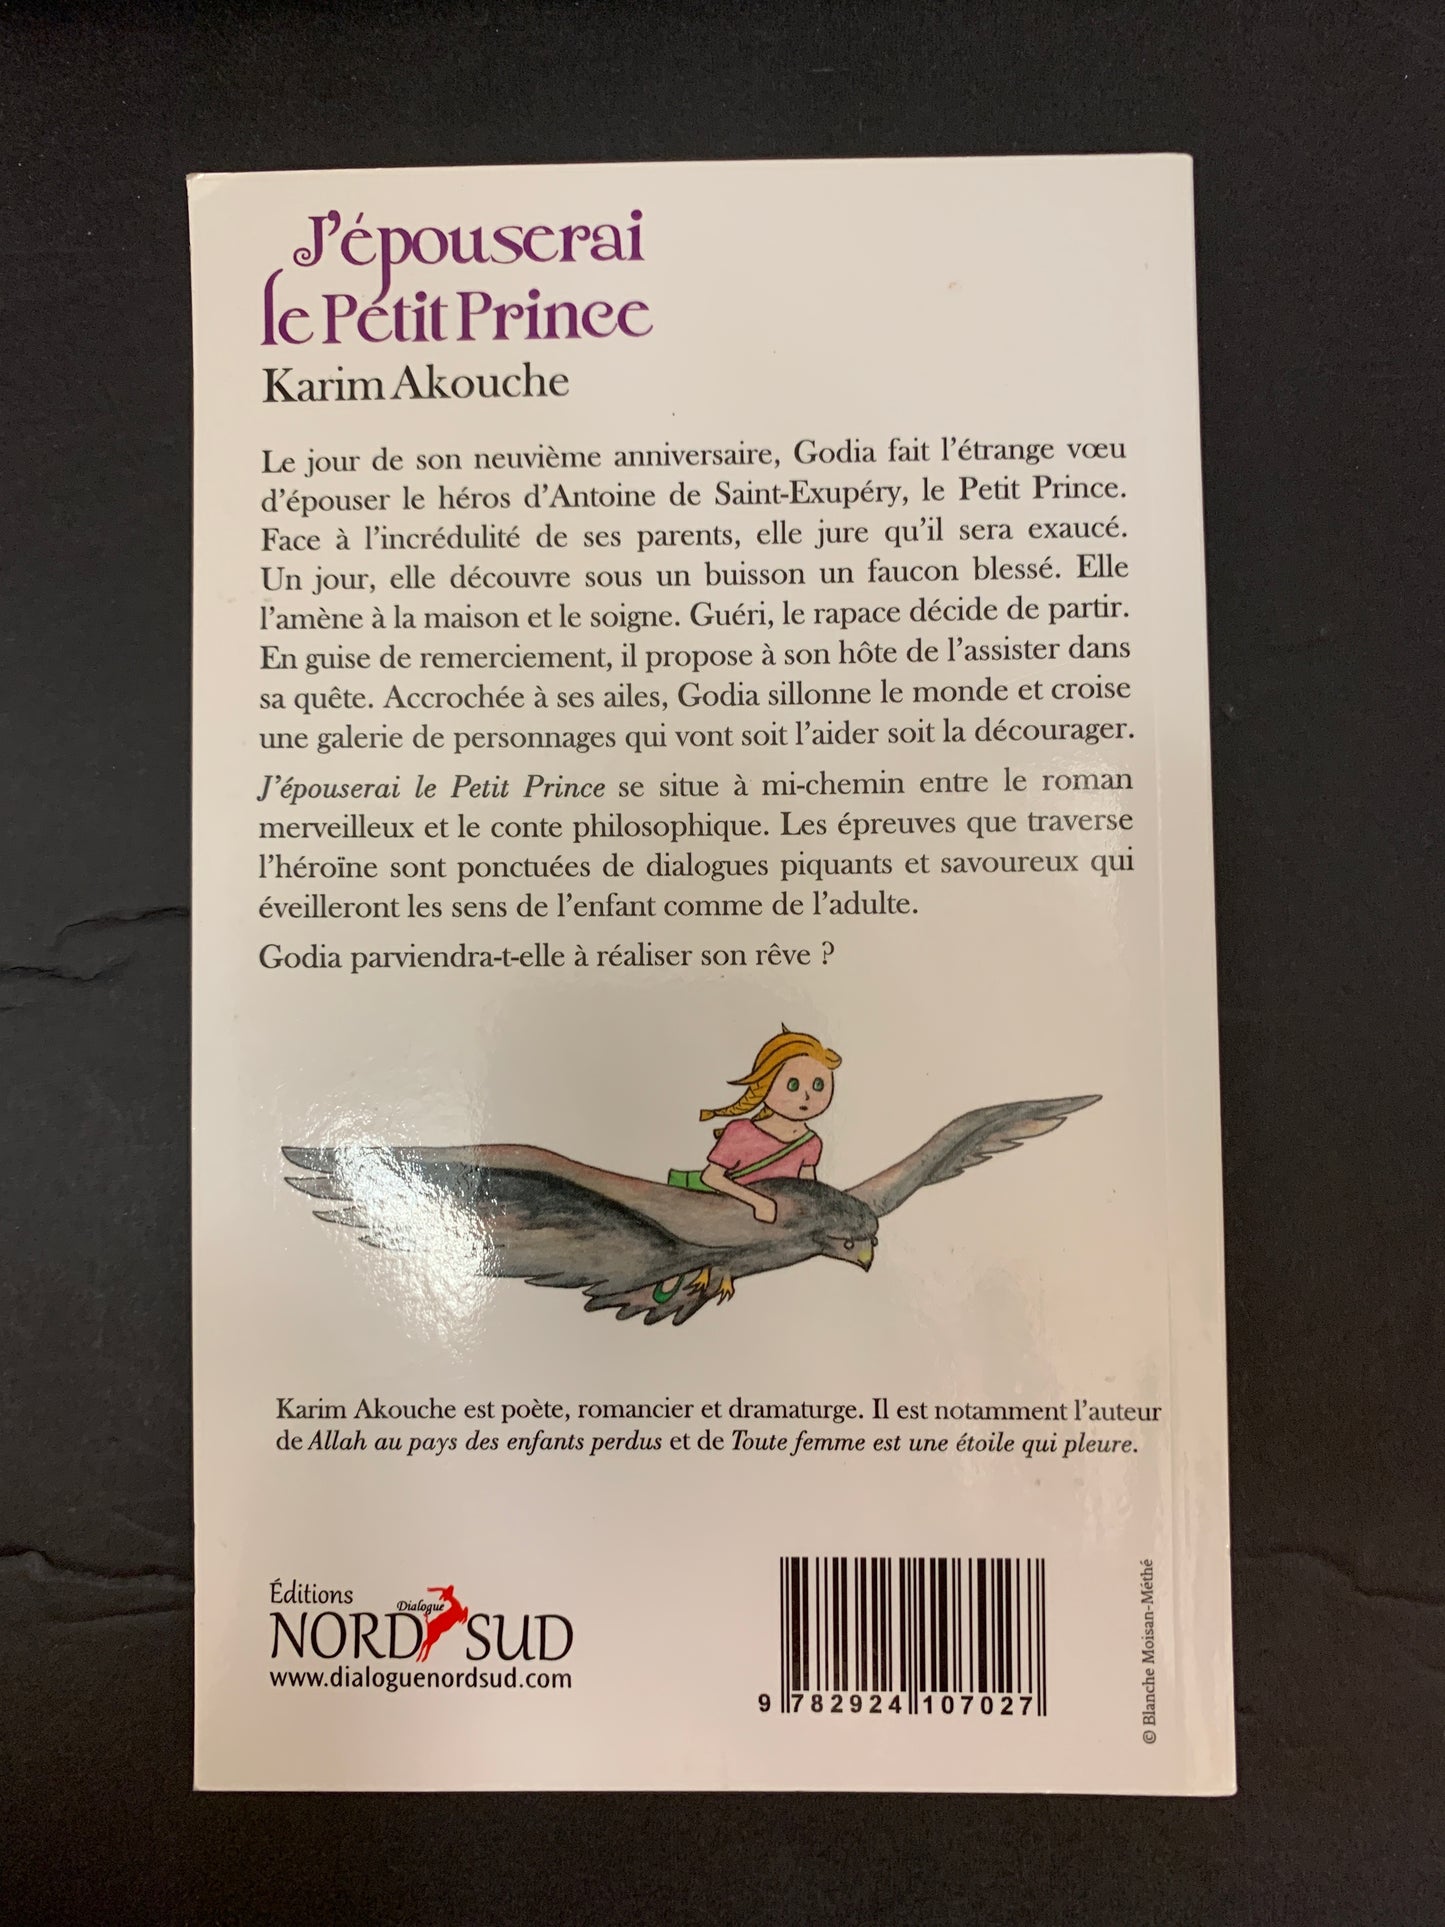 J'épouserai
le Petit Prince
Karim Akouche
Le jour de son neuvième anniversaire, Godia fait l'étrange vœu
d'épouser le héros d'Antoine de Saint-Exupéry, le Petit Prince.
Face à l'incrédulité de ses parents, elle jure qu'il sera exaucé.
Un jour, elle découvre sous un buisson un faucon blessé. Elle
l'amène à la maison et le soigne. Guéri, le rapace décide de partir.
En guise de remerciement, il propose à son hôte de l'assister dans
sa quête. Accrochée à ses ailes, Godia sillonne le monde et croise
une galerie de personnages qui vont soit l'aider soit la décourager.
J'épouserai le Petit Prince se situe à mi-chemin entre le roman
merveilleux et le conte philosophique. Les épreuves que traverse
l'héroïne sont ponctuées de dialogues piquants et savoureux qui
éveilleront les sens de l'enfant comme de l'adulte.
Godia parviendra-t-elle à réaliser son rêve ?
Karim Akouche est poète, romancier et dramaturge. Il est notamment l'auteur
de Allah au pays des enfants perdus et de Toute femme est une étoile qui pleure.
Éditions
Dialogue
NORD SUD
www.dialoguenordsud.com
9 782924 107027
© Blanche Moisan-Méthé